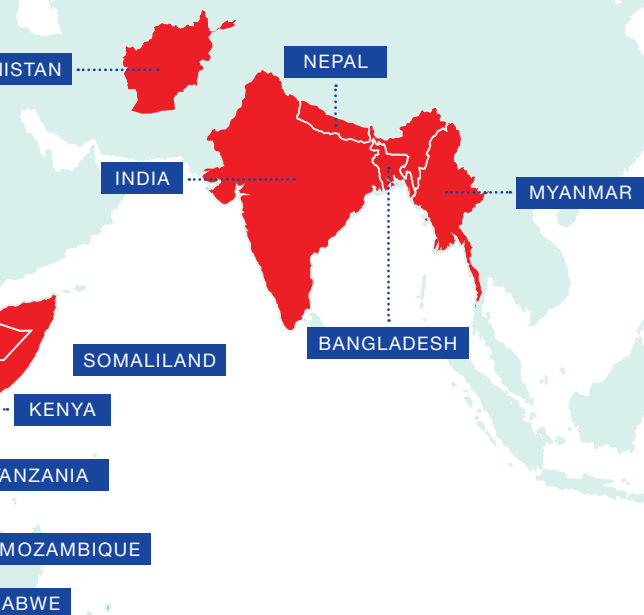 NEPAL
NISTAN
INDIA
MYANMAR
BANGLADESH
SOMALILAND
KENYA
ANZANIA
MOZAMBIQUE
ABWE